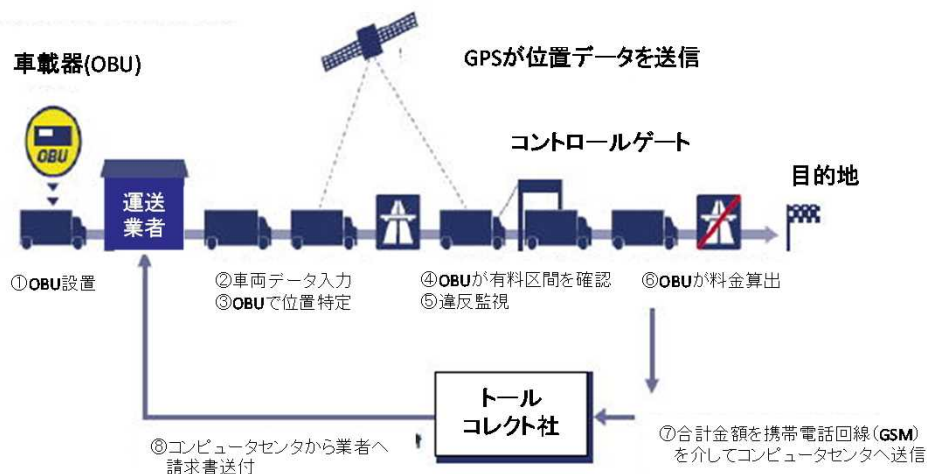 車載器(OBU)
GPSが位置データを送信
OBU
コントロールゲート
目的地
運送
業者
①OBU設置
②車両データ入力
③OBUで位置特定
④OBUが有料区間を確認
⑤違反監視
⑥OBUが料金算出
トール
コレクト社
⑦合計金額を携帯電話回線(GSM)
を介してコンピュータセンタへ送信
⑧コンピュータセンタから業者へ
請求書送付